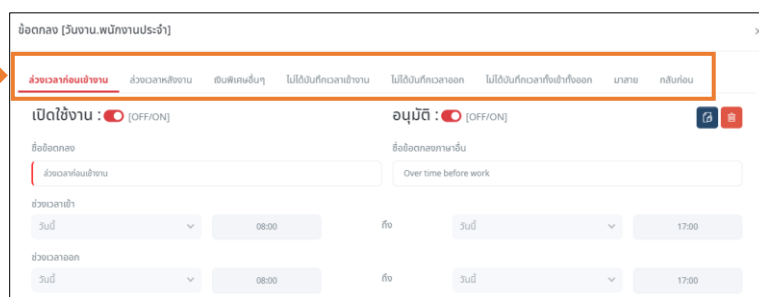 ข้อตกลง [วันงาน.พนักงานประจำ]
ล่วงเวลาก่อนเข้างาน ล่วงเวลาหลังงาน เงินพิเศษอื่นๆ ไม่ได้บันทึกเวลาเข้างาน ไม่ได้บันทึกเวลาออก ไม่ได้บันทึกเวลาทั้งเข้าทั้งออก มาสาย กลับก่อน
เปิดใช้งาน : [OFF/ON] อนุมัติ : [OFF/ON]
ชื่อข้อตกลง ชื่อข้อตกลงภาษาอื่น
ล่วงเวลาก่อนเข้างาน Over time before work
ช่วงเวลาเข้า
วันนี้ 08:00 ถึง วันนี้ 17:00
ช่วงเวลาออก
วันนี้ 08:00 ถึง วันนี้ 17:00